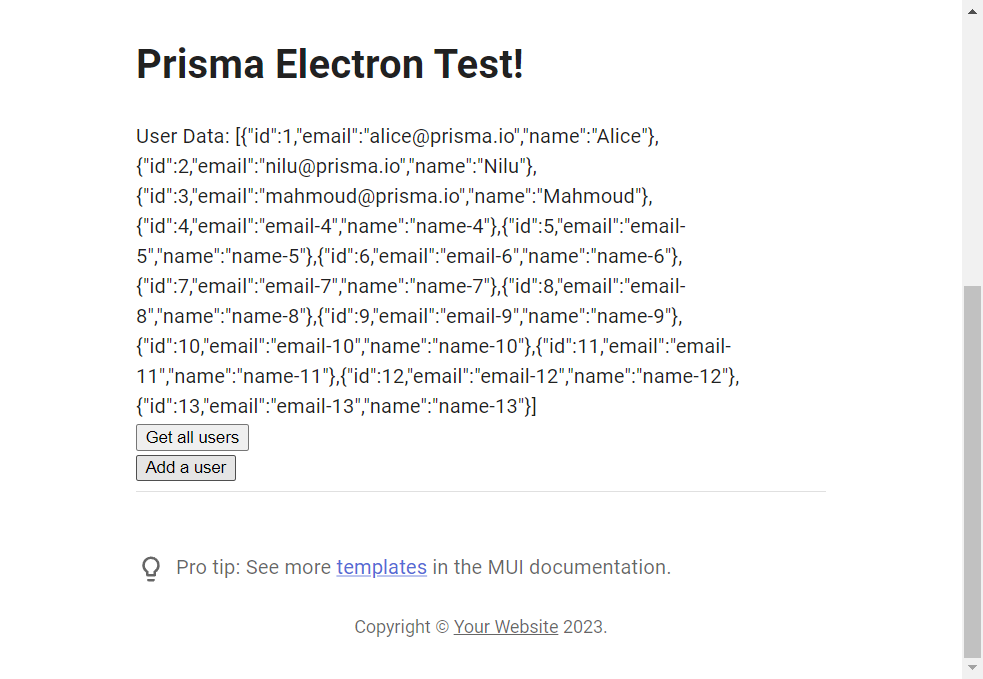 Prisma Electron Test!
User Data: [{"id":1,"email":"alice@prisma.io","name":"Alice"},
{"id":2,"email":"nilu@prisma.io","name":"Nilu"},
{"id":3,"email":"mahmoud@prisma.io","name":"Mahmoud"},
{"id":4,"email":"email-4","name":"name-4"},{"id":5,"email":"email-
5","name":"name-5"},{"id":6,"email":"email-6","name":"name-6"},
{"id":7,"email":"email-7","name":"name-7"},{"id":8,"email":"email-
8","name":"name-8"},{"id":9,"email":"email-9","name":"name-9"},
{"id":10,"email":"email-10","name":"name-10"},{"id":11,"email":"email-
11","name":"name-11"},{"id":12,"email":"email-12","name":"name-12"},
{"id":13,"email":"email-13","name":"name-13"}]
Get all users
Add a user
Pro tip: See more templates in the MUI documentation.
Copyright © Your Website 2023.